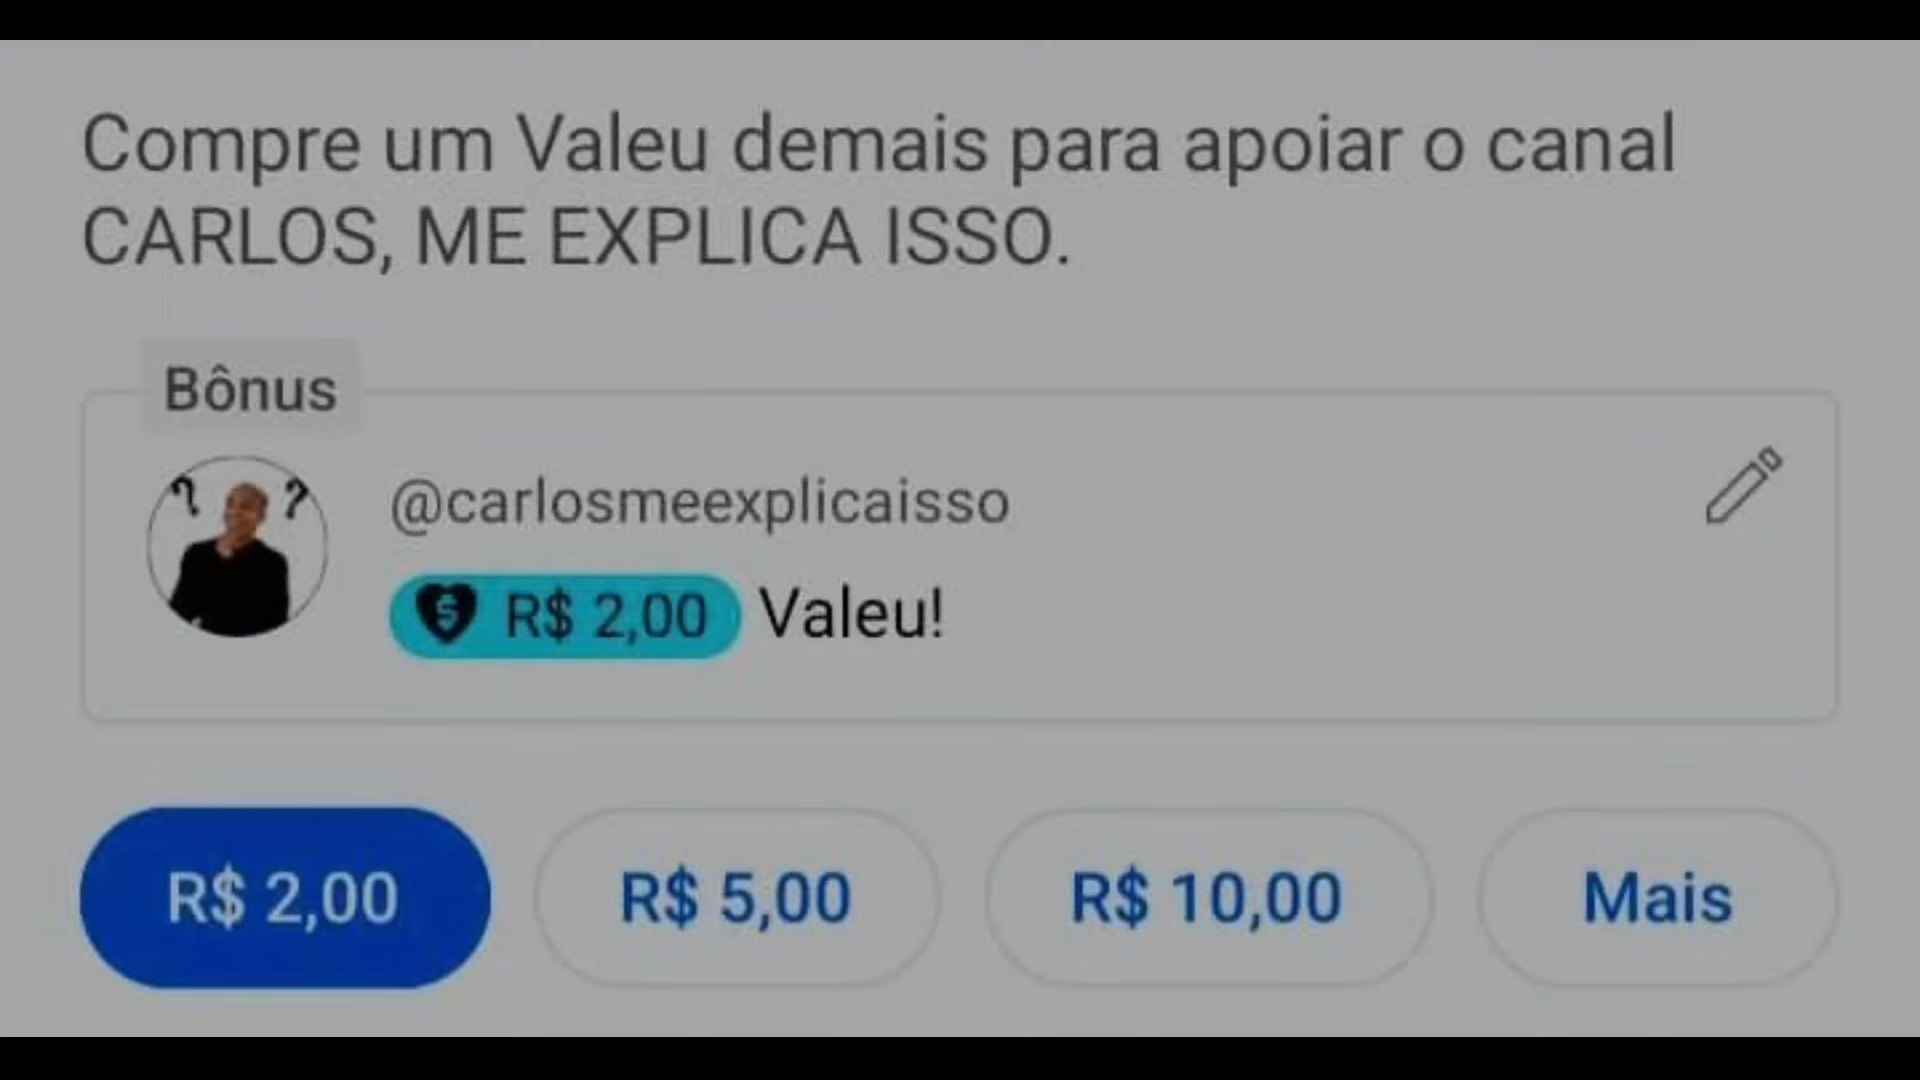 Compre um Valeu demais para apoiar o canal
CARLOS, ME EXPLICA ISSO.
Bônus
@carlosmeexplicaisso
R$ 2,00 Valeu!
R$ 2,00
R$ 5,00
R$ 10,00
Mais